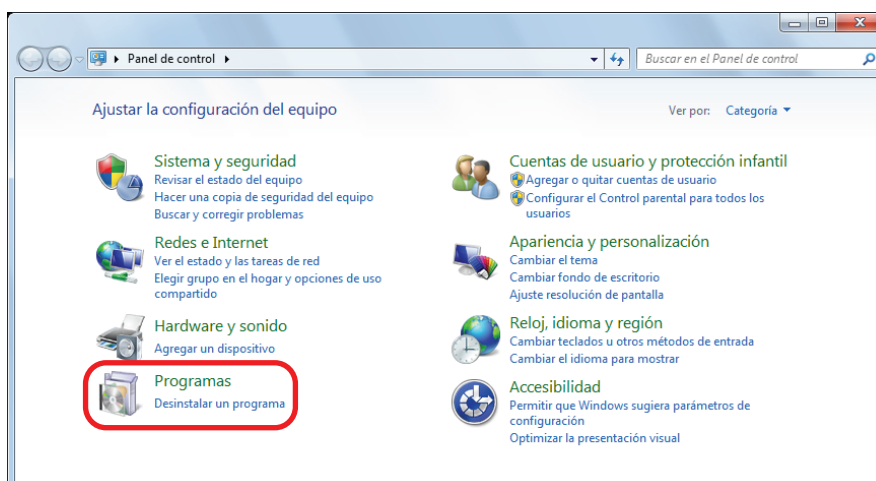 Panel de control
Buscar en el Panel de control
Ajustar la configuración del equipo
Ver por: Categoría
Sistema y seguridad
Revisar el estado del equipo
Hacer una copia de seguridad del equipo
Buscar y corregir problemas
Redes e Internet
Ver el estado y las tareas de red
Elegir grupo en el hogar y opciones de uso
compartido
Hardware y sonido
Agregar un dispositivo
Programas
Desinstalar un programa
Cuentas de usuario y protección infantil
Agregar o quitar cuentas de usuario
Configurar el Control parental para todos los
usuarios
Apariencia y personalización
Cambiar el tema
Cambiar fondo de escritorio
Ajuste resolución de pantalla
Reloj, idioma y región
Cambiar teclados u otros métodos de entrada
Cambiar el idioma para mostrar
Accesibilidad
Permitir que Windows sugiera parámetros de
configuración
Optimizar la presentación visual